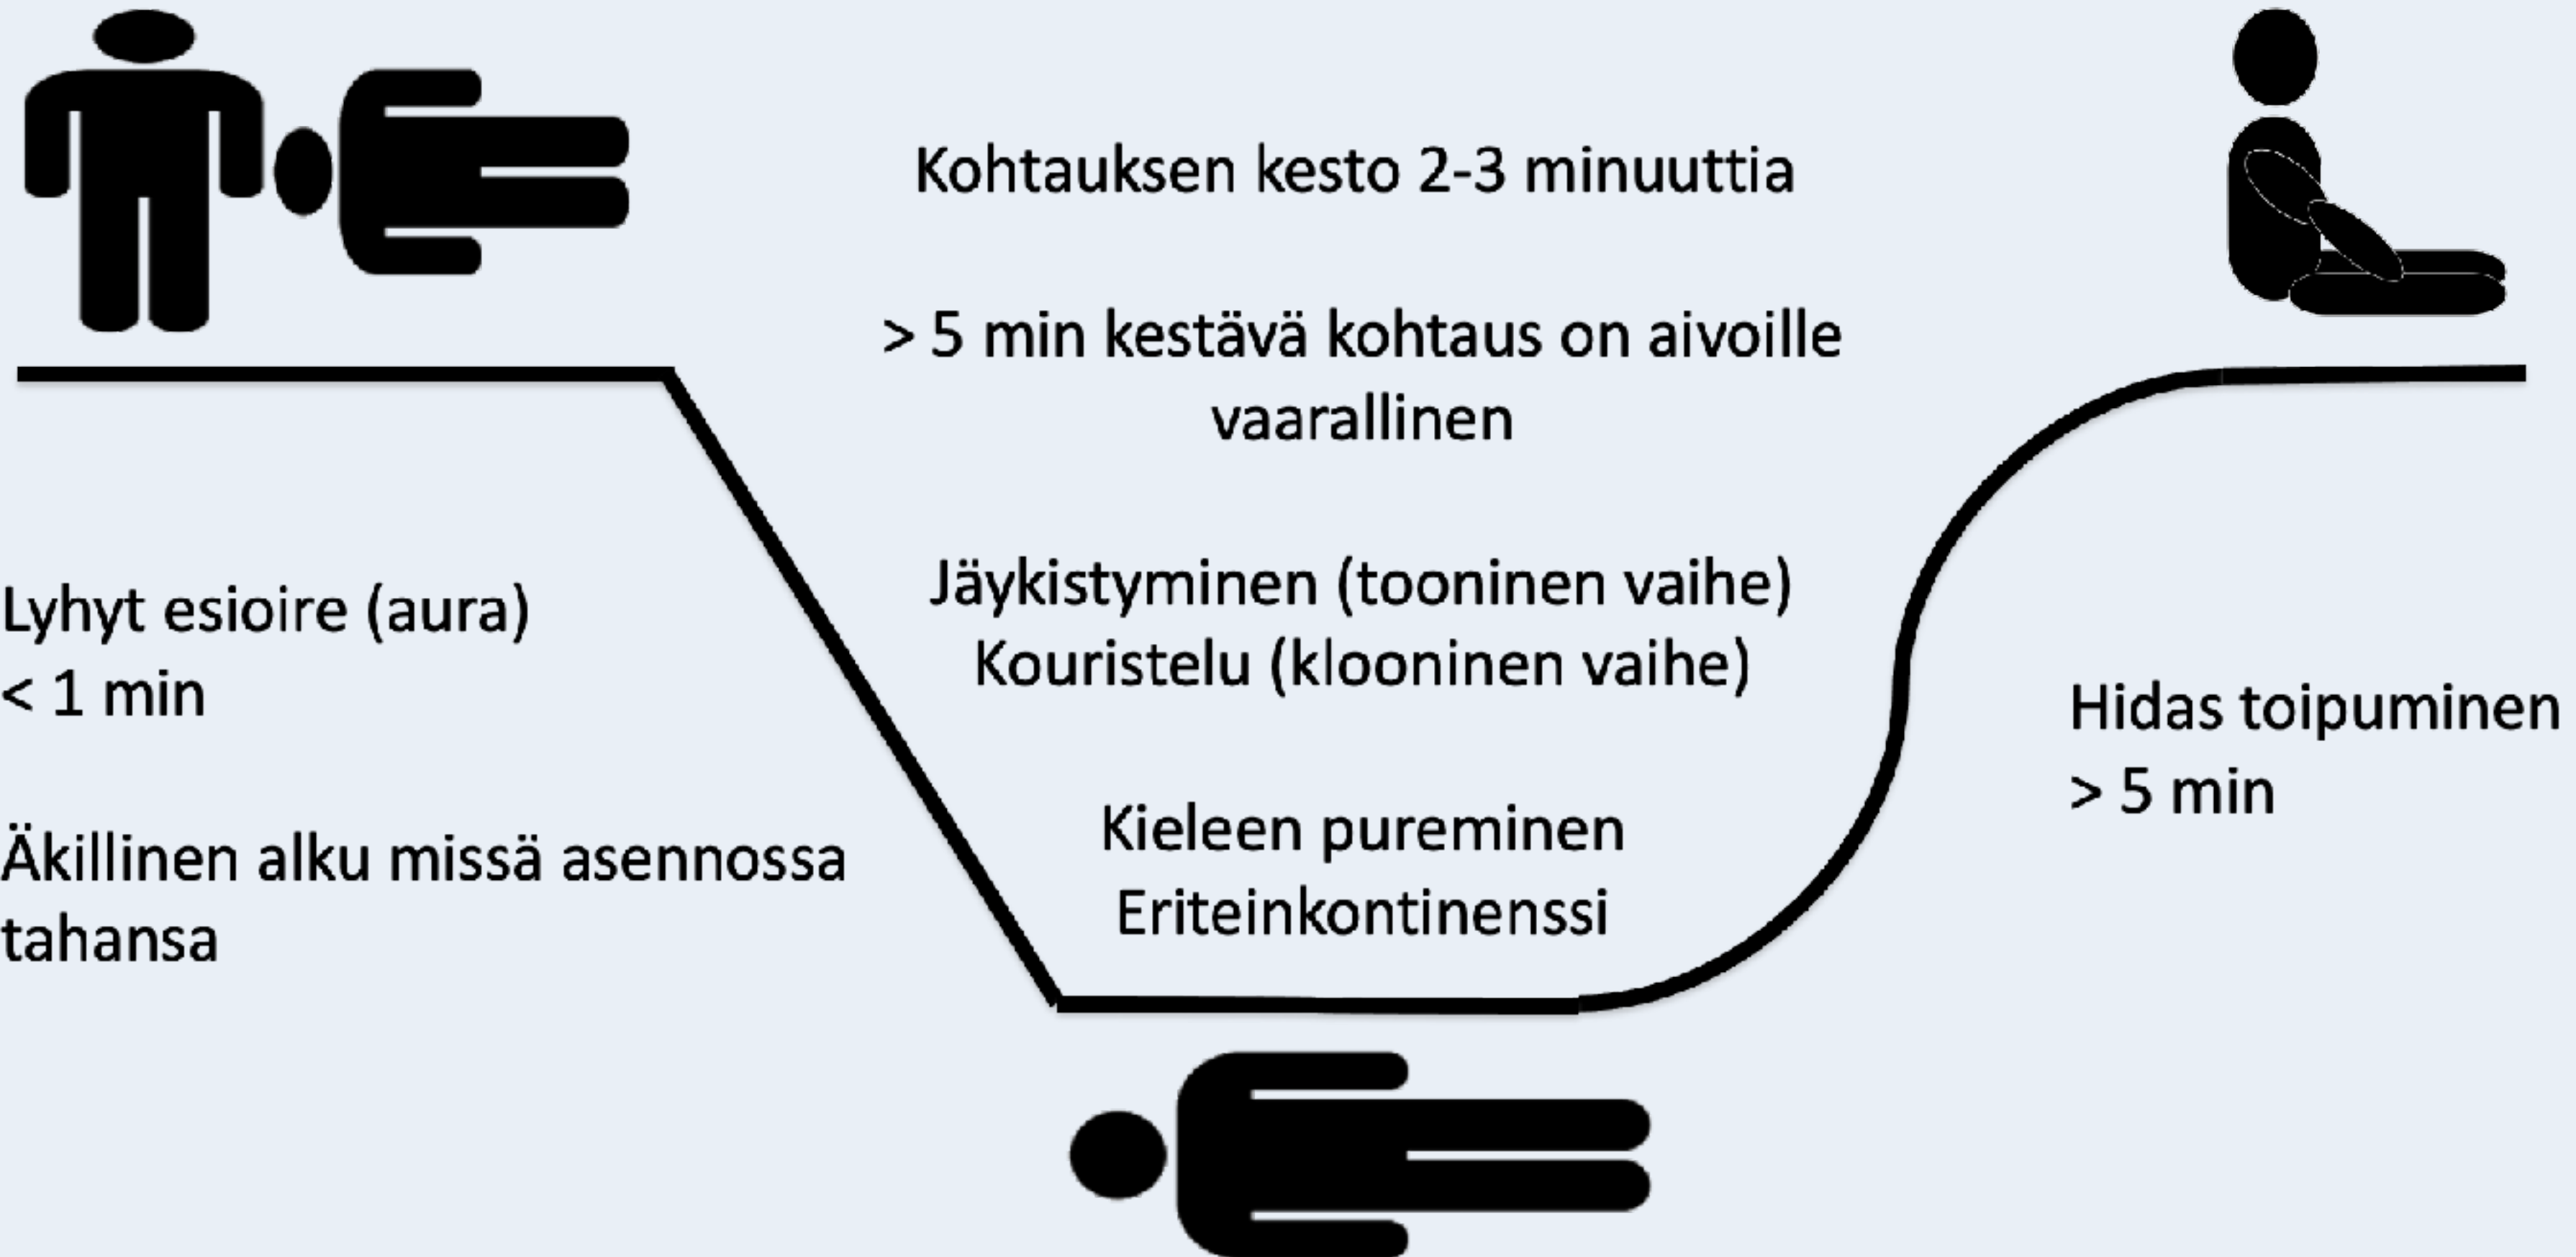 Lyhyt esioire (aura)
< 1 min
Äkillinen alku missä asennossa
tahansa
Kohtauksen kesto 2-3 minuuttia
> 5 min kestävä kohtaus on aivoille
vaarallinen
Jäykistyminen (tooninen vaihe)
Kouristelu (klooninen vaihe)
Kieleen pureminen
Eriteinkontinenssi
Hidas toipuminen
> 5 min